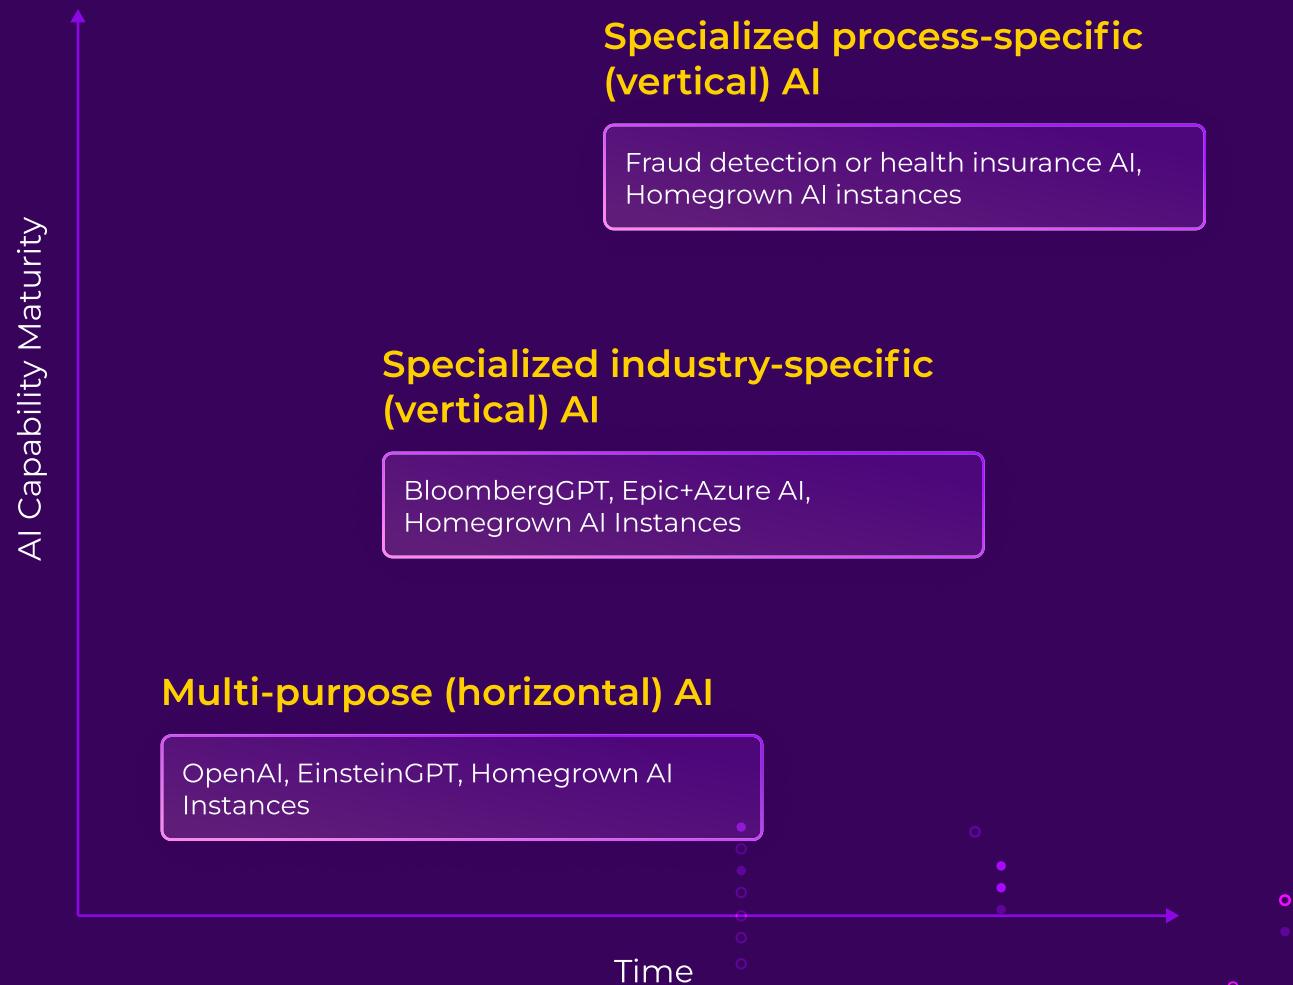 Specialized process-specific
(vertical) AI
Fraud detection or health insurance AI,
Homegrown AI instances
AI Capability Maturity
Specialized industry-specific
(vertical) AI
BloombergGPT, Epic+Azure AI,
Homegrown AI Instances
Multi-purpose (horizontal) AI
OpenAI, EinsteinGPT, Homegrown AI
Instances
Time